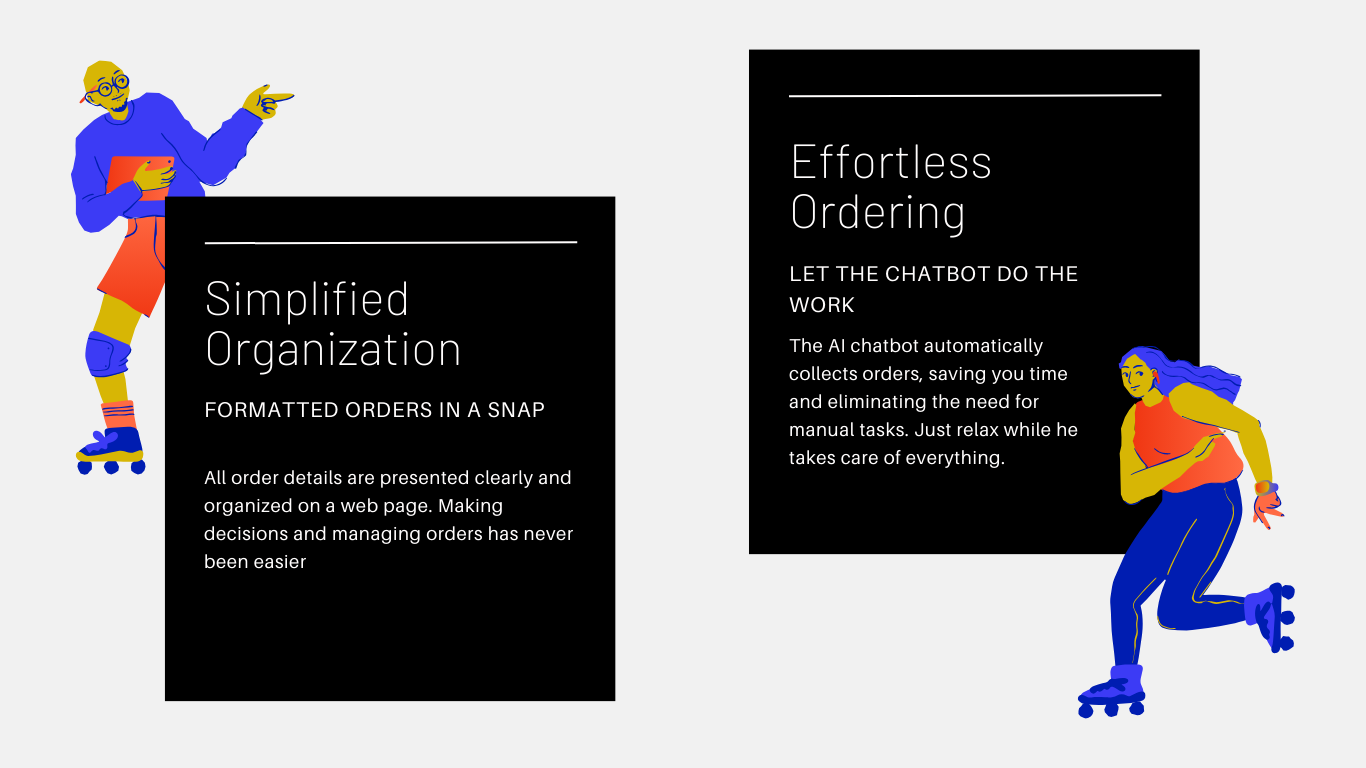 Simplified
Organization
FORMATTED ORDERS IN A SNAP
All order details are presented clearly and
organized on a web page. Making
decisions and managing orders has never
been easier
Effortless
Ordering
LET THE CHATBOT DO THE
WORK
The AI chatbot automatically
collects orders, saving you time
and eliminating the need for
manual tasks. Just relax while he
takes care of everything.